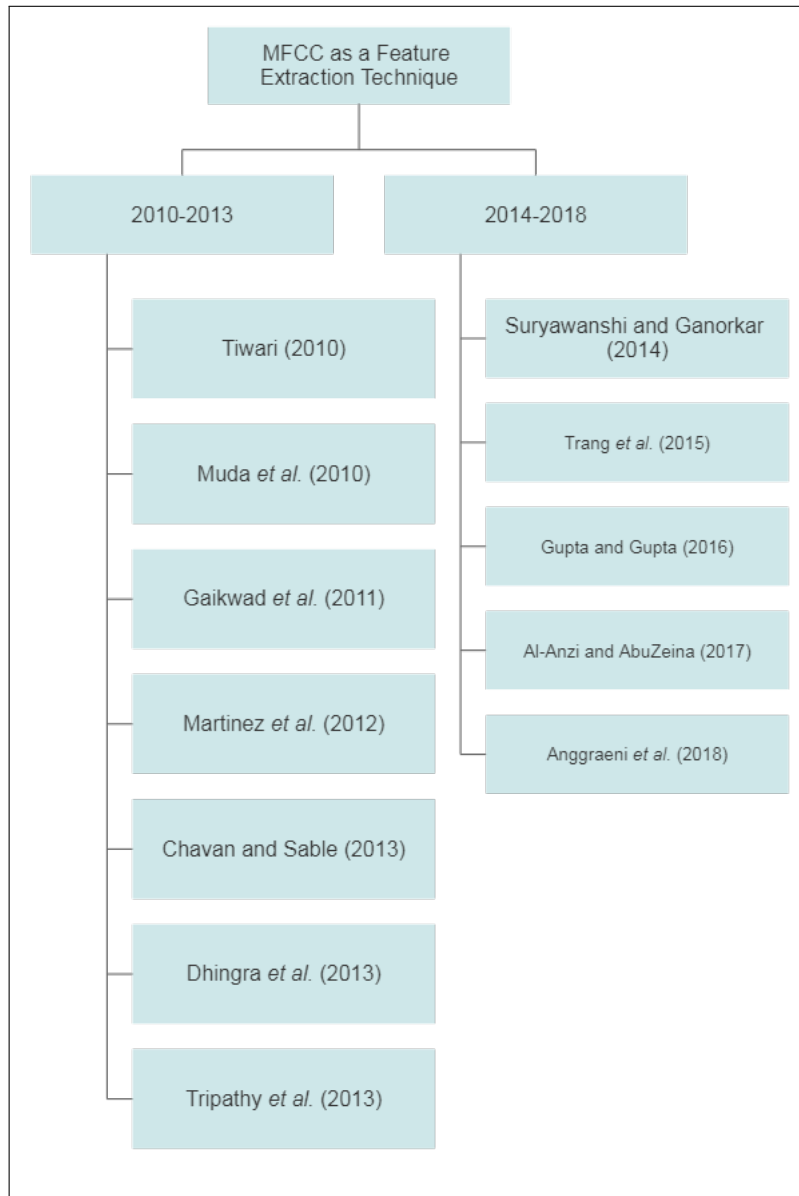 MFCC as a Feature
Extraction Technique
2010-2013
2014-2018
Tiwari (2010)
Muda et al. (2010)
Gaikwad et al. (2011)
Martinez et al. (2012)
Chavan and Sable (2013)
Dhingra et al. (2013)
Tripathy et al. (2013)
Suryawanshi and Ganorkar
(2014)
Trang et al. (2015)
Gupta and Gupta (2016)
Al-Anzi and AbuZeina (2017)
Anggraeni et al. (2018)